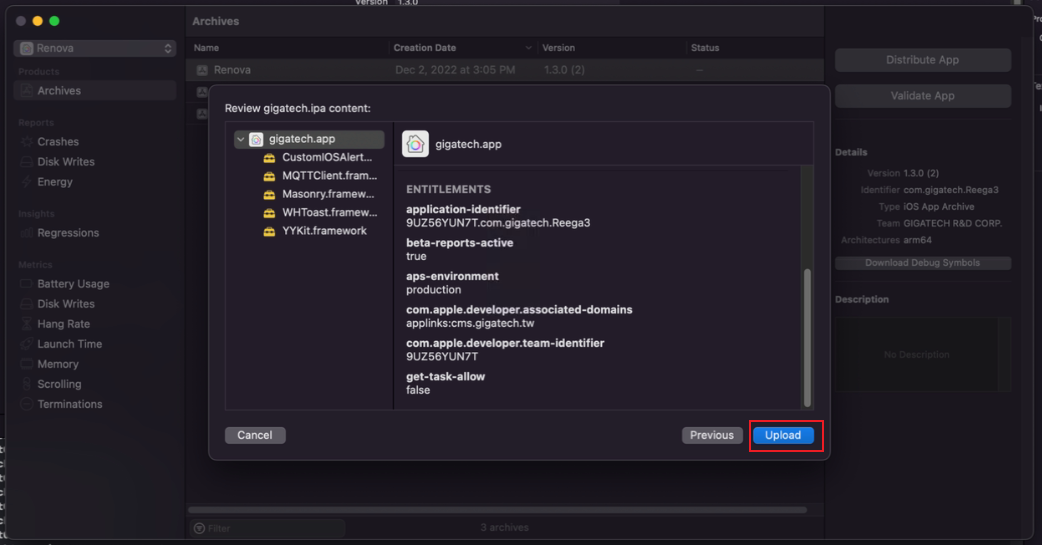 Version 1.3.0
Archives
Renova
Name Creation Date Version Status
Products
Renova Dec 2, 2022 at 3:05 PM 1.3.0 (2) --
Distribute App
Archives
Validate App
Review gigatech.ipa content:
Reports
Crashes
gigatech.app
gigatech.app
Disk Writes
CustomIOSAlert...
Details
Energy
MQTTClient.fram...
ENTITLEMENTS
Version 1.3.0 (2)
Masonry.framew...
application-identifier
Identifier com.gigatech.Reega3
Insights
WHToast.framew...
9UZ56YUN7T.com.gigatech.Reega3
Type iOS App Archive
Regressions
YYKit.framework
beta-reports-active
Team GIGATECH R&D CORP.
true
Architectures arm64
Metrics
aps-environment
Download Debug Symbols
Battery Usage
production
Disk Writes
com.apple.developer.associated-domains
Description
Hang Rate
applinks:cms.gigatech.tw
Launch Time
com.apple.developer.team-identifier
Memory
9UZ56YUN7T
No Description
Scrolling
get-task-allow
Terminations
false
Cancel
Previous
Upload
Filter
3 archives